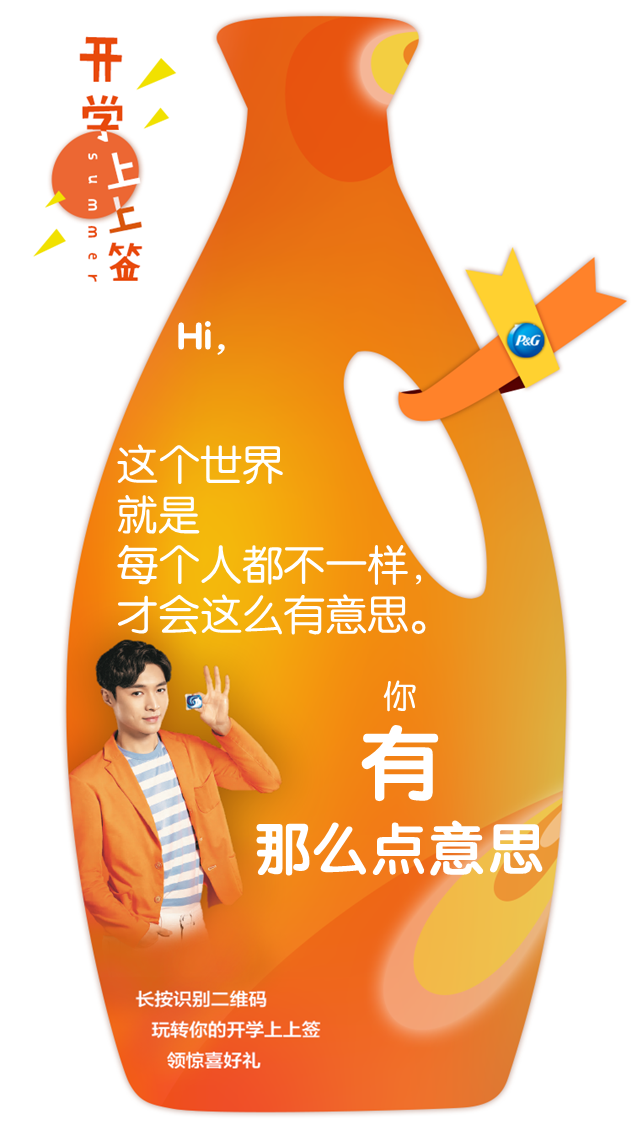 开学上上签
summer
Hi，
P&G
这个世界
就是
每个人都不一样，
才会这么有意思。
你
有
那么点意思
长按识别二维码
玩转你的开学上上签
领惊喜好礼